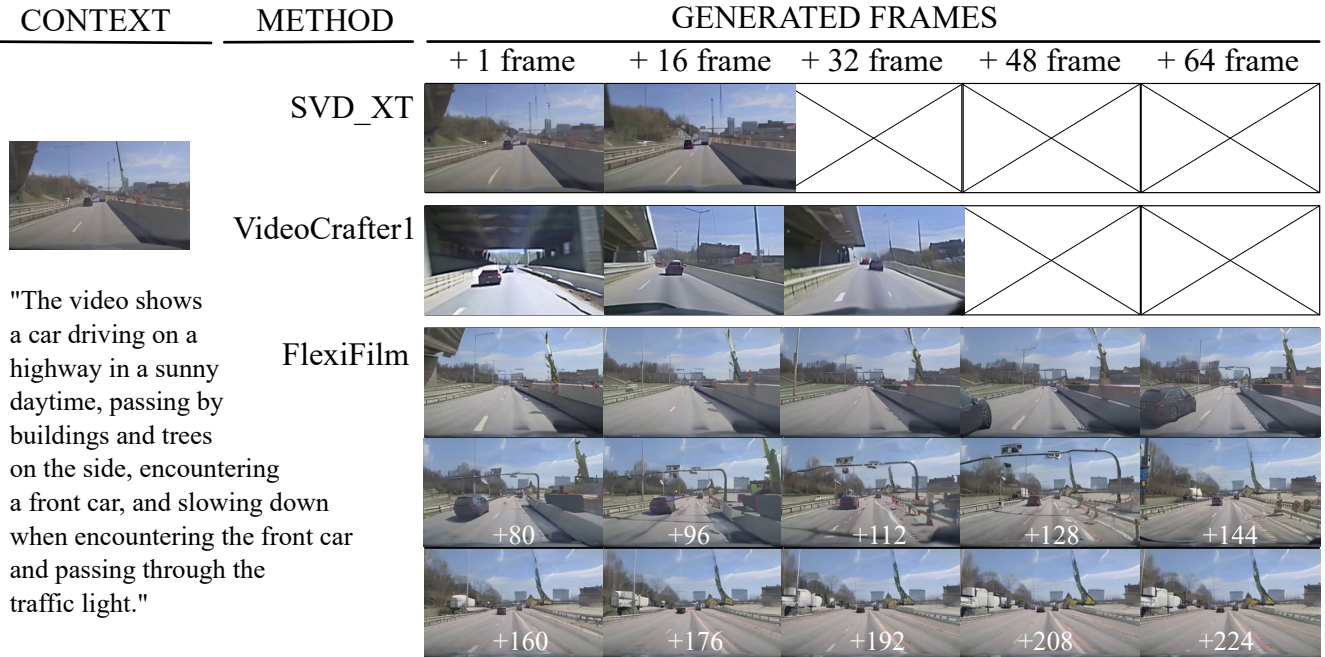 CONTEXT METHOD GENERATED FRAMES
+ 1 frame + 16 frame + 32 frame + 48 frame + 64 frame
SVD_XT
VideoCrafter1
FlexiFilm
"The video shows
a car driving on a
highway in a sunny
daytime, passing by
buildings and trees
on the side, encountering
a front car, and slowing down
when encountering the front car
and passing through the
traffic light."
+80 +96 +112 +128 +144
+160 +176 +192 +208 +224